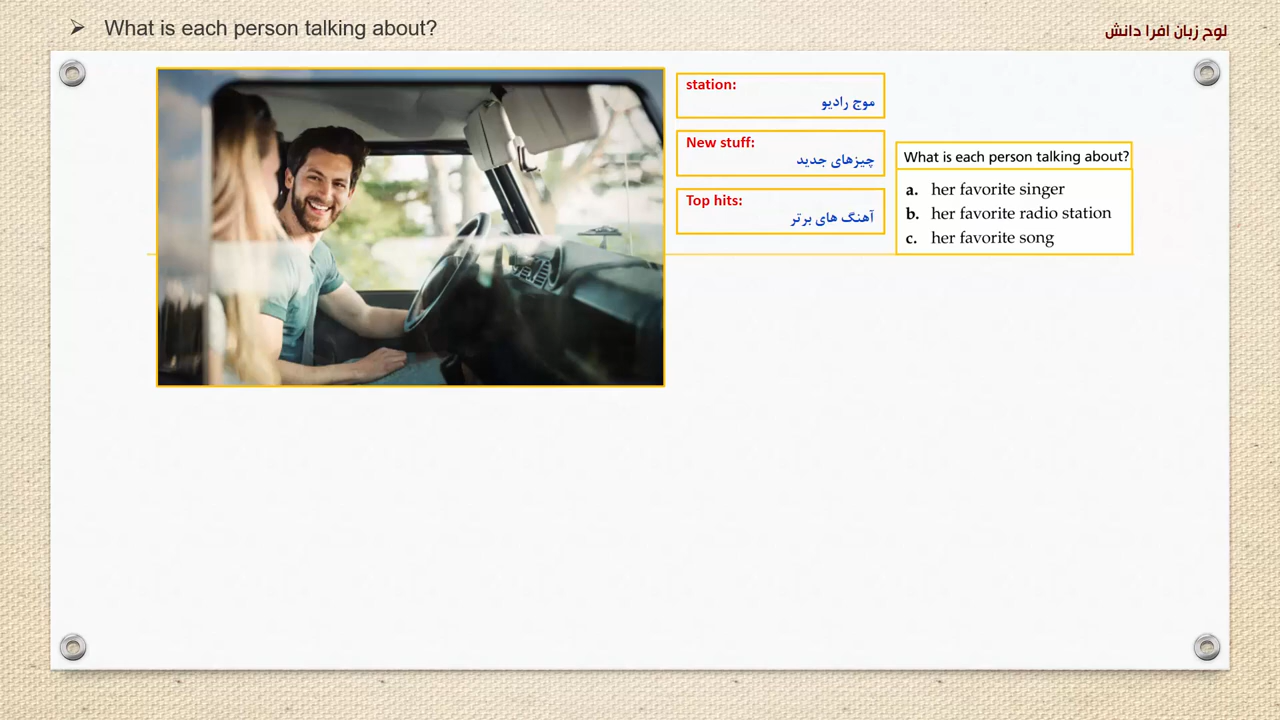 What is each person talking about?
لوح زبان افرا دانش
station:
موج رادیو
New stuff:
چیزهای جدید
Top hits:
آهنگ های برتر
What is each person talking about?
a. her favorite singer
b. her favorite radio station
c. her favorite song